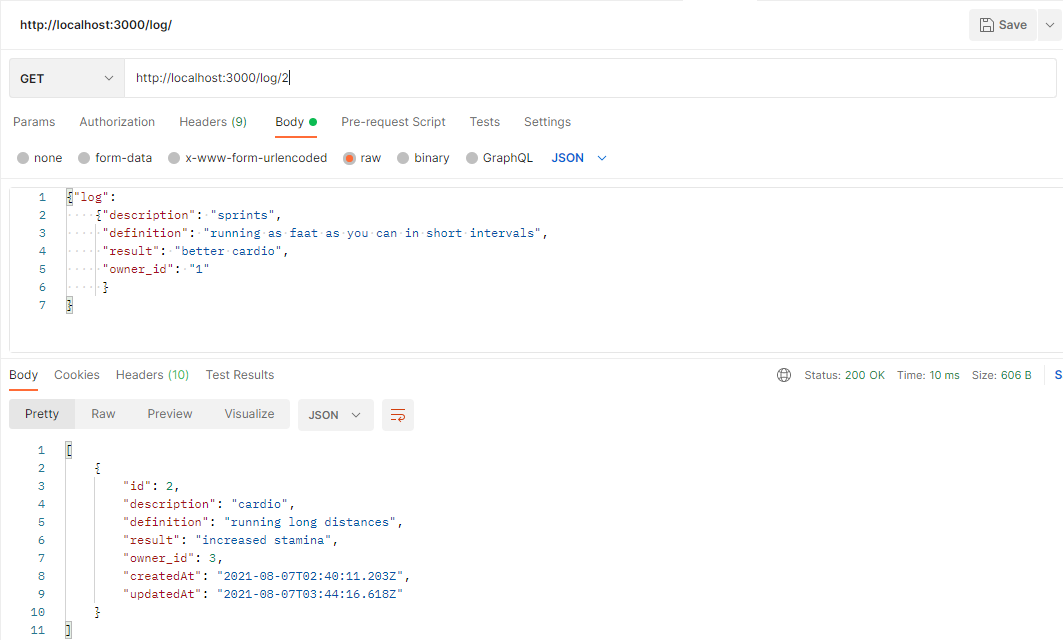 http://localhost:3000/log/
Save
GET
http://localhost:3000/log/2
Params Authorization Headers (9) Body Pre-request Script Tests Settings
none form-data x-www-form-urlencoded raw binary GraphQL JSON
1 {"log":
2 ····{"description":·"sprints",
3 ·····"definition":·"running·as·faat·as·you·can·in·short·intervals",
4 ·····"result":·"better·cardio",
5 ·····"owner_id":·"1"
6 ·····}
7 }
Body Cookies Headers (10) Test Results Status: 200 OK Time: 10 ms Size: 606 B S
Pretty Raw Preview Visualize JSON
1 [
2 {
3 "id": 2,
4 "description": "cardio",
5 "definition": "running long distances",
6 "result": "increased stamina",
7 "owner_id": 3,
8 "createdAt": "2021-08-07T02:40:11.203Z",
9 "updatedAt": "2021-08-07T03:44:16.618Z"
10 }
11 ]